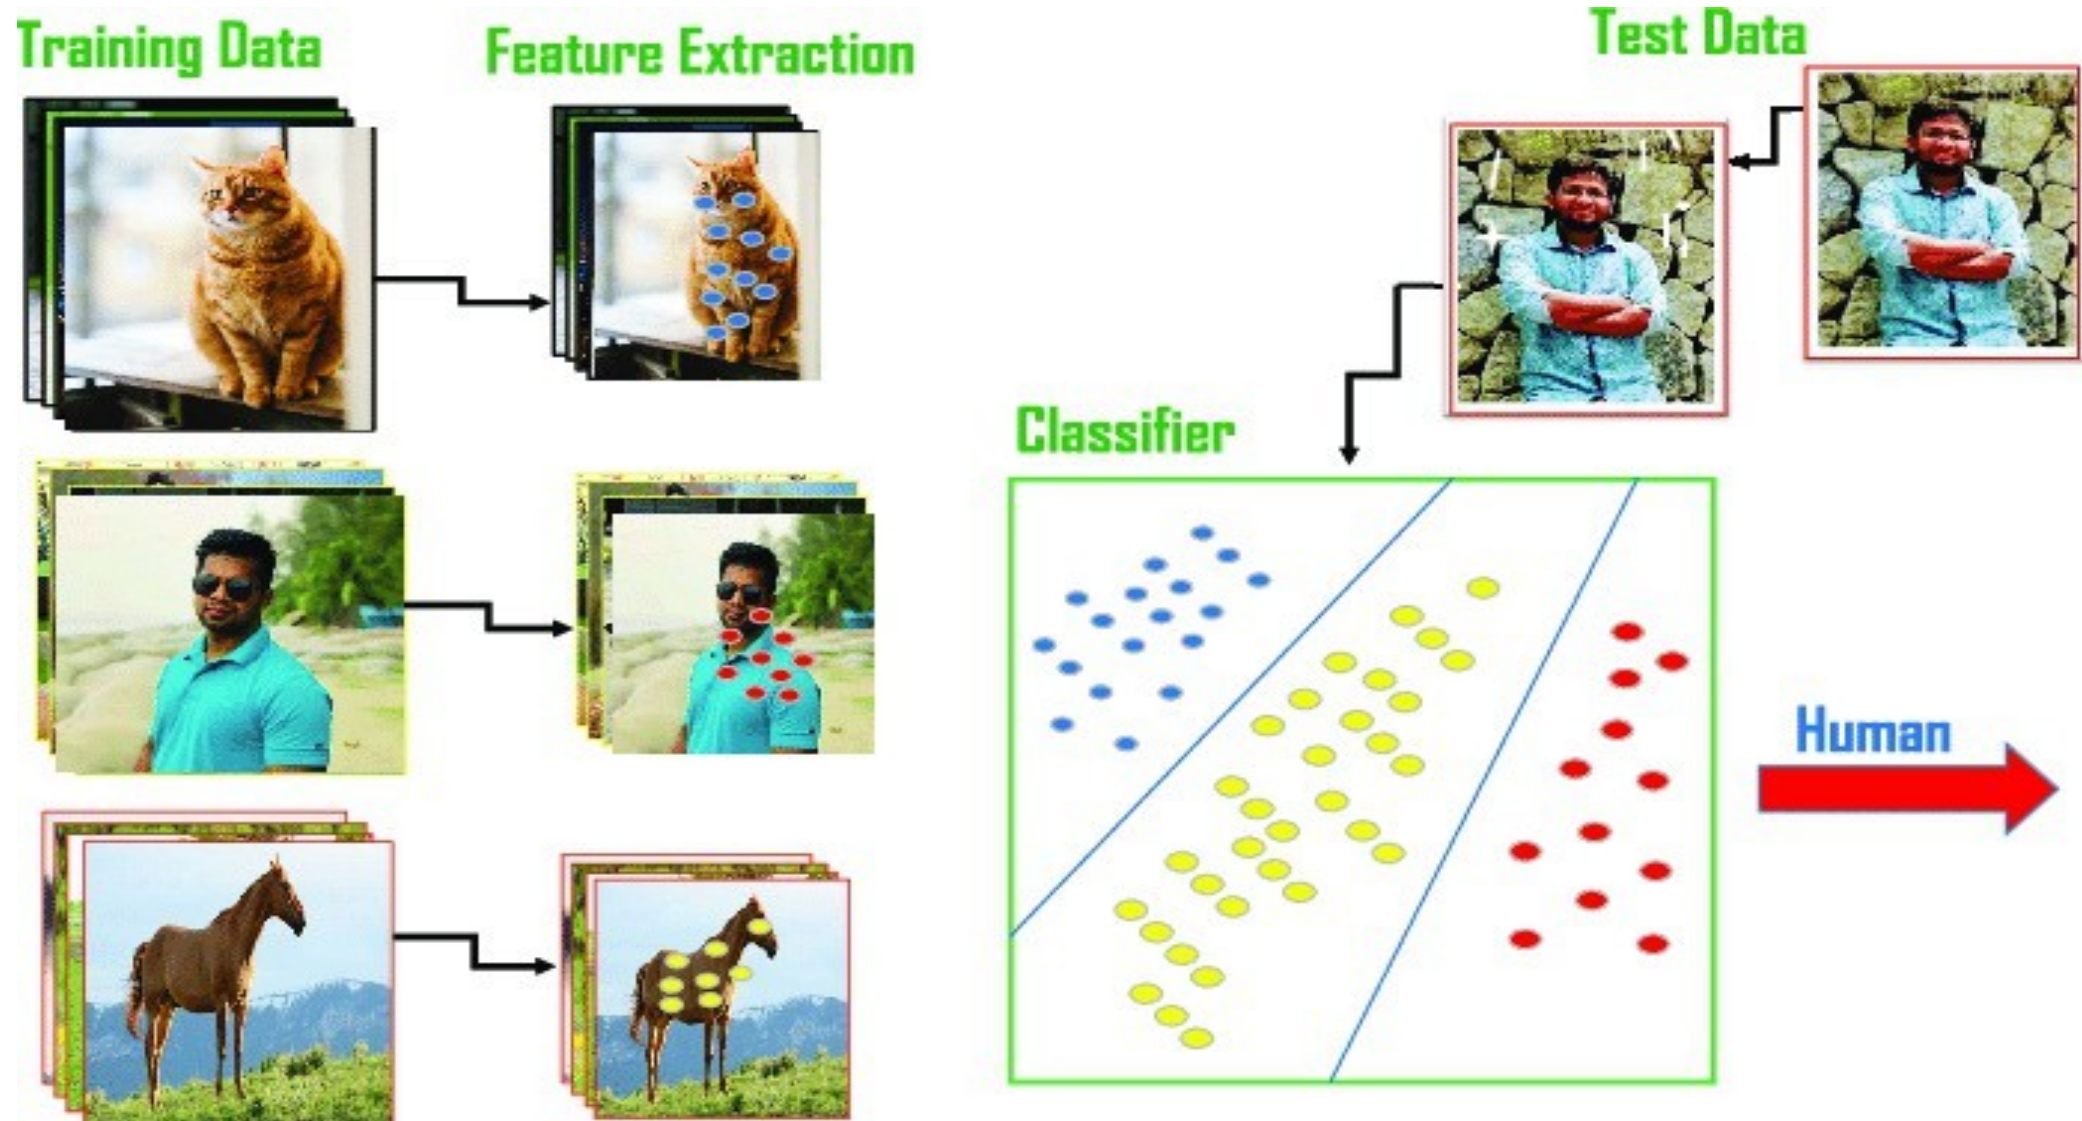 Training Data
Feature Extraction
Test Data
Classifier
Human